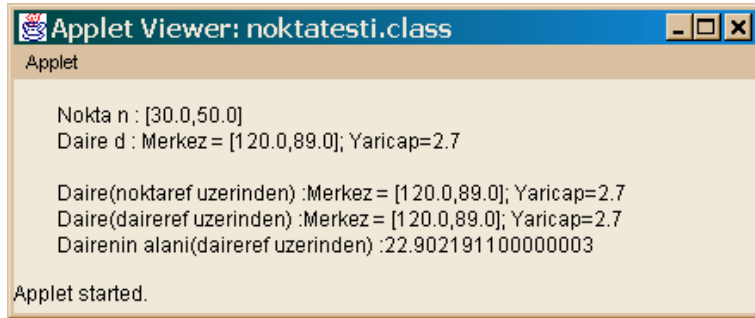 Applet Viewer: noktatesti.class
Applet
Nokta n : [30.0,50.0]
Daire d : Merkez = [120.0,89.0]; Yaricap=2.7
Daire(noktaref uzerinden) :Merkez = [120.0,89.0]; Yaricap=2.7
Daire(daireref uzerinden) :Merkez = [120.0,89.0]; Yaricap=2.7
Dairenin alani(daireref uzerinden) :22.902191100000003
Applet started.